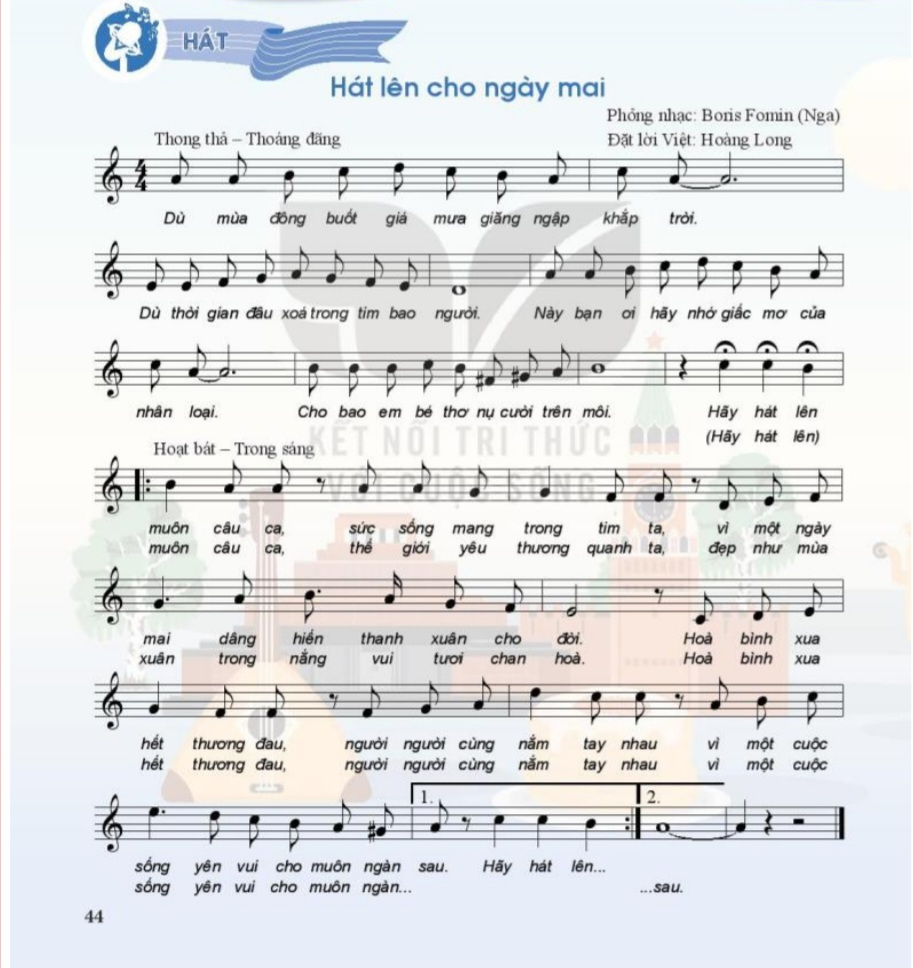 HÁT
Hát lên cho ngày mai
Phỏng nhạc: Boris Fomin (Nga)
Thong thả – Thoáng đãng
Đặt lời Việt: Hoàng Long
Dù mùa đông buốt giá mưa giăng ngập khắp trời.
Dù thời gian đâu xoá trong tim bao người. Này bạn ơi hãy nhớ giấc mơ của
nhân loại. Cho bao em bé thơ nụ cười trên môi. Hãy hát lên
(Hãy hát lên)
KẾT NỐI TRI THỨC
Hoạt bát – Trong sáng
VỚI CUỘC SỐNG
muôn câu ca, sức sống mang trong tim ta, vì một ngày
muôn câu ca, thế giới yêu thương quanh ta, đẹp như mùa
mai dâng hiến thanh xuân cho đời. Hoà bình xua
xuân trong nắng vui tươi chan hoà. Hoà bình xua
hết thương đau, người người cùng nắm tay nhau vì một cuộc
hết thương đau, người người cùng nắm tay nhau vì một cuộc
1. 2.
sống yên vui cho muôn ngàn sau. Hãy hát lên...
sống yên vui cho muôn ngàn... ...sau.
44